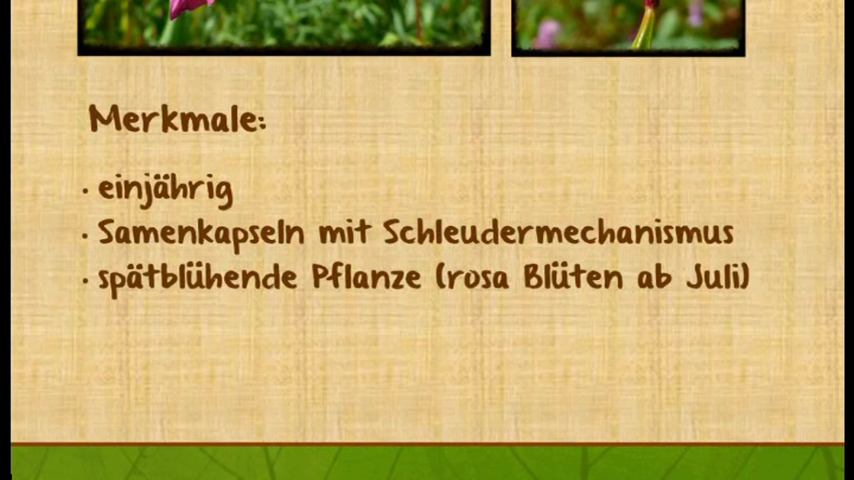 Merkmale:
· einjährig
· Samenkapseln mit Schleudermechanismus
· spätblühende Pflanze (rosa Blüten ab Juli)